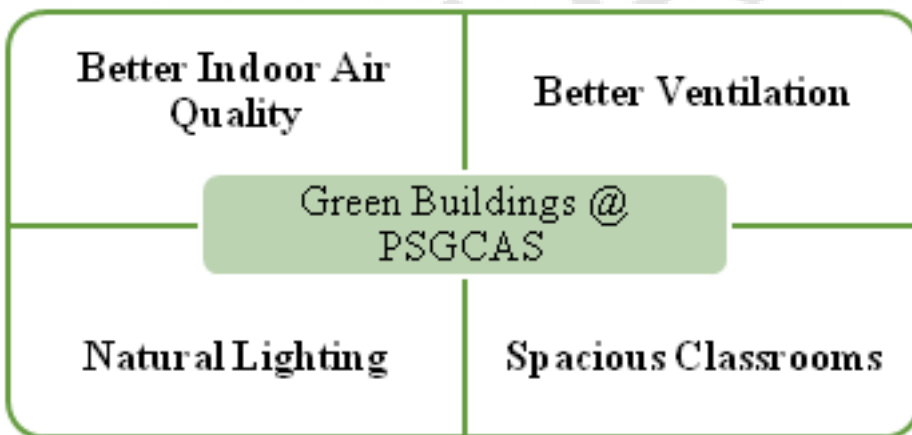 Better Indoor Air
Quality
Better Ventilation
Green Buildings @
PSGCAS
Natural Lighting
Spacious Classrooms